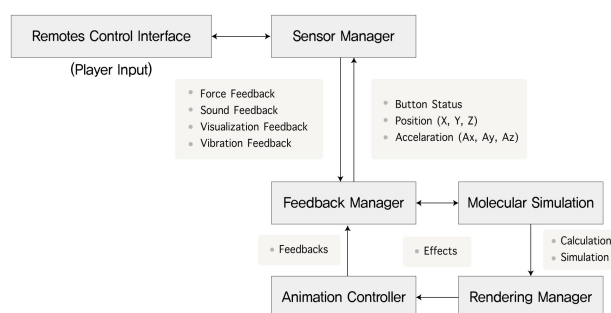 Remotes Control Interface
Sensor Manager
(Player Input)
Force Feedback
Sound Feedback
Visualization Feedback
Vibration Feedback
Button Status
Position (X, Y, Z)
Accelaration (Ax, Ay, Az)
Feedback Manager
Molecular Simulation
Feedbacks
Effects
Calculation
Simulation
Animation Controller
Rendering Manager